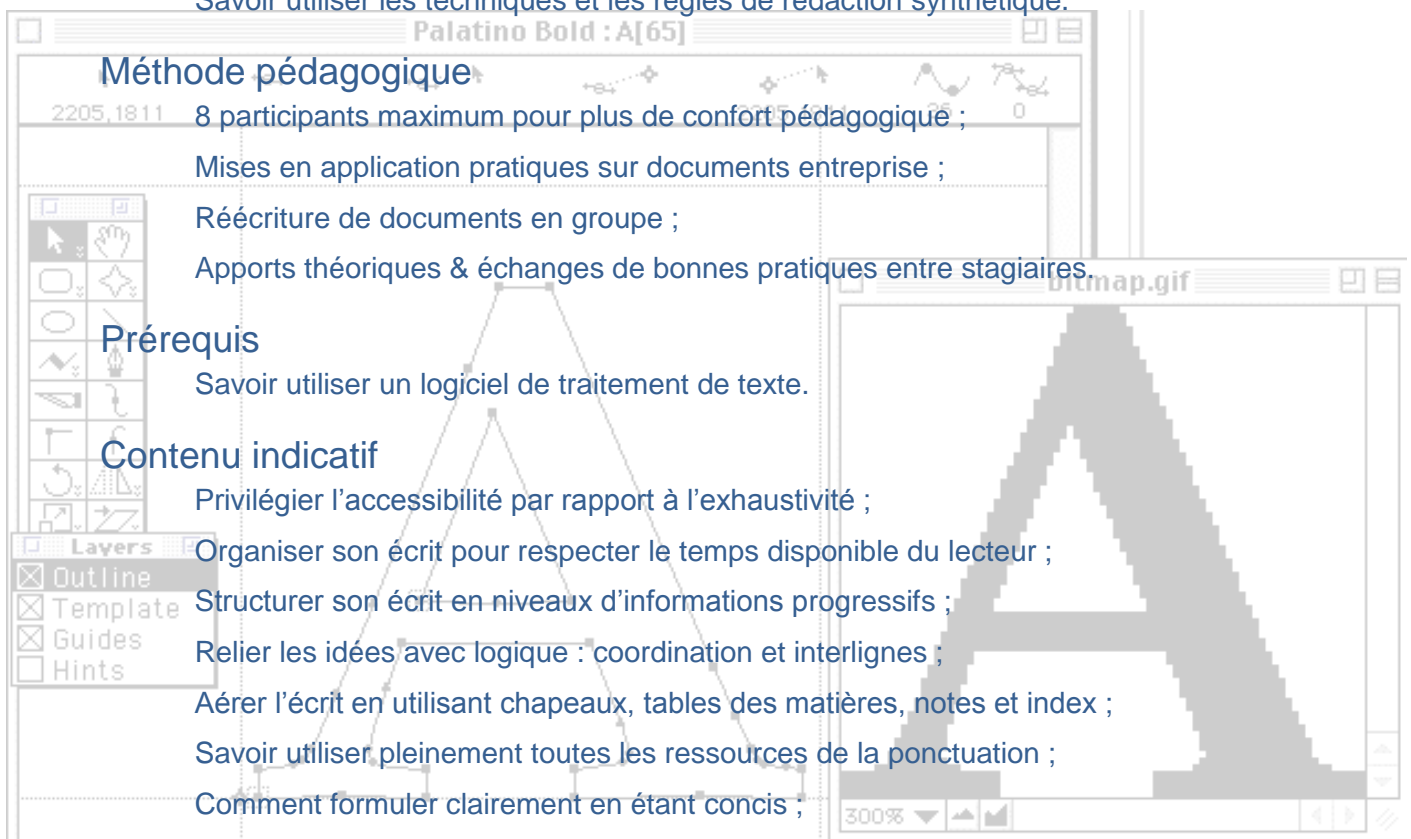 Savoir utiliser les techniques et les règles de rédaction synthétique.
Palatino Bold : A[65]
Méthode pédagogique
2205,1811
8 participants maximum pour plus de confort pédagogique ;
0
Mises en application pratiques sur documents entreprise ;
Réécriture de documents en groupe ;
Apports théoriques & échanges de bonnes pratiques entre stagiaires.
bitmap.gif
Prérequis
Savoir utiliser un logiciel de traitement de texte.
Contenu indicatif
Privilégier l’accessibilité par rapport à l’exhaustivité ;
Layers
Organiser son écrit pour respecter le temps disponible du lecteur ;
Outline
Template
Structurer son écrit en niveaux d’informations progressifs ;
Guides
Relier les idées avec logique : coordination et interlignes ;
Hints
Aérer l’écrit en utilisant chapeaux, tables des matières, notes et index ;
Savoir utiliser pleinement toutes les ressources de la ponctuation ;
Comment formuler clairement en étant concis ;
300%